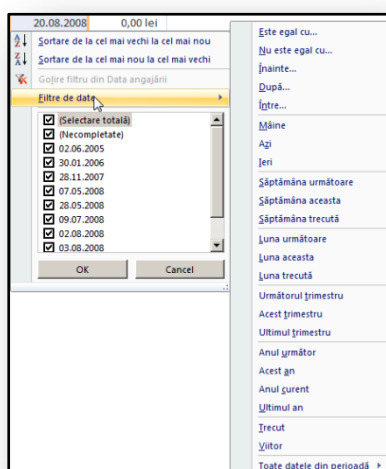 20.08.2008 0,00 lei
Sortare de la cel mai vechi la cel mai nou
Sortare de la cel mai nou la cel mai vechi
Golire filtru din Data angajării
Filtre de date
(Selectare totală)
(Necompletate)
02.06.2005
30.01.2006
28.11.2007
07.05.2008
28.05.2008
09.07.2008
02.08.2008
03.08.2008
OK Cancel
Este egal cu...
Nu este egal cu...
Înainte...
După...
Între...
Mâine
Azi
Ieri
Săptămâna următoare
Săptămâna aceasta
Săptămâna trecută
Luna următoare
Luna aceasta
Luna trecută
Următorul trimestru
Acest trimestru
Ultimul trimestru
Anul următor
Acest an
Anul curent
Ultimul an
Trecut
Viitor
Toate datele din perioadă